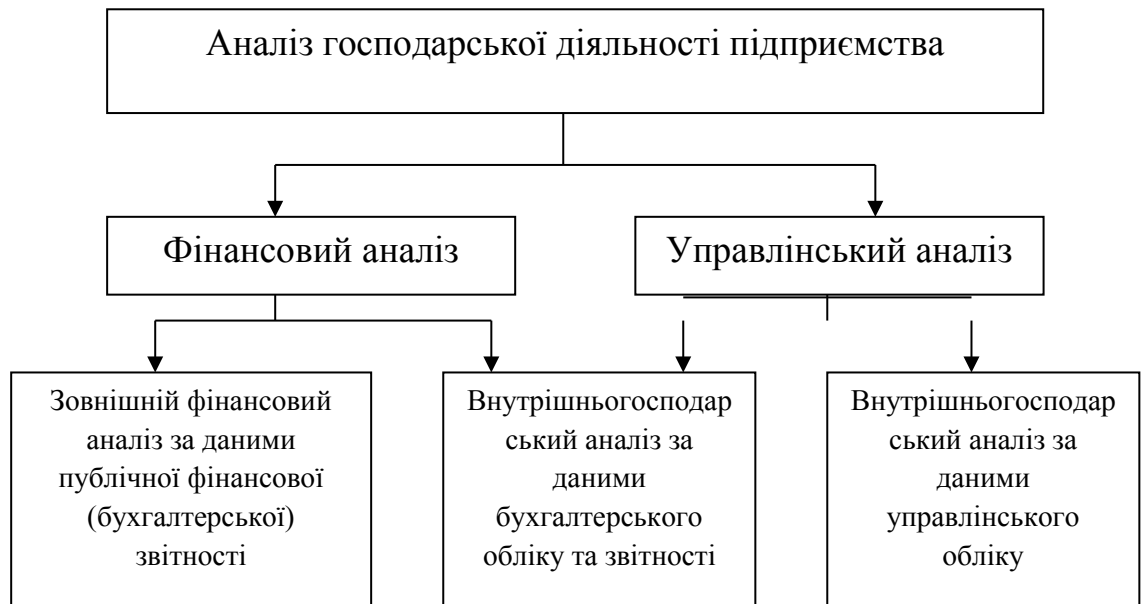 Аналіз господарської діяльності підприємства
Фінансовий аналіз
Управлінський аналіз
Зовнішній фінансовий
аналіз за даними
публічної фінансової
(бухгалтерської)
звітності
Внутрішньогосподар
ський аналіз за
даними
бухгалтерського
обліку та звітності
Внутрішньогосподар
ський аналіз за
даними
управлінського
обліку